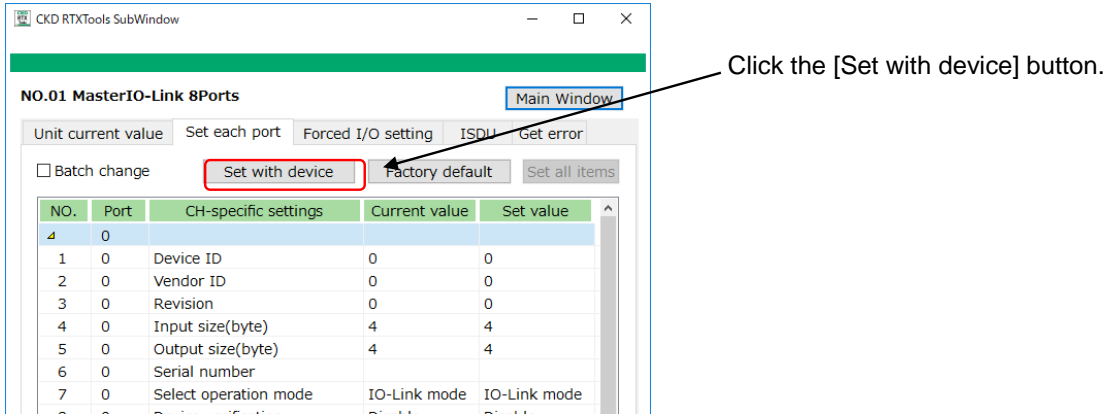 CKD RTXTools SubWindow
Click the [Set with device] button.
NO.01 MasterIO-Link 8Ports Main Window
Unit current value Set each port Forced I/O setting ISDU Get error
Batch change Set with device Factory default Set all items
NO. Port CH-specific settings Current value Set value
0
1 0 Device ID 0 0
2 0 Vendor ID 0 0
3 0 Revision 0 0
4 0 Input size(byte) 4 4
5 0 Output size(byte) 4 4
6 0 Serial number
7 0 Select operation mode IO-Link mode IO-Link mode